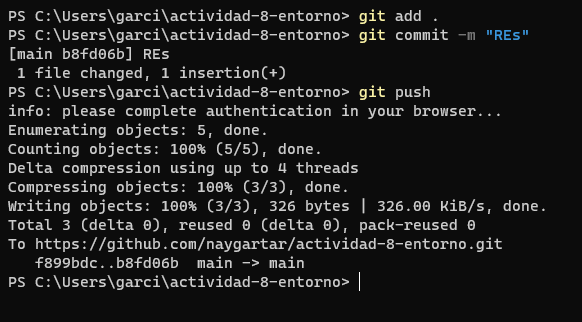 PS C:\Users\garci\actividad-8-entorno> git add .
PS C:\Users\garci\actividad-8-entorno> git commit -m "REs"
[main b8fd06b] REs
 1 file changed, 1 insertion(+)
PS C:\Users\garci\actividad-8-entorno> git push
info: please complete authentication in your browser...
Enumerating objects: 5, done.
Counting objects: 100% (5/5), done.
Delta compression using up to 4 threads
Compressing objects: 100% (3/3), done.
Writing objects: 100% (3/3), 326 bytes | 326.00 KiB/s, done.
Total 3 (delta 0), reused 0 (delta 0), pack-reused 0
To https://github.com/naygartar/actividad-8-entorno.git
   f899bdc..b8fd06b  main -> main
PS C:\Users\garci\actividad-8-entorno>